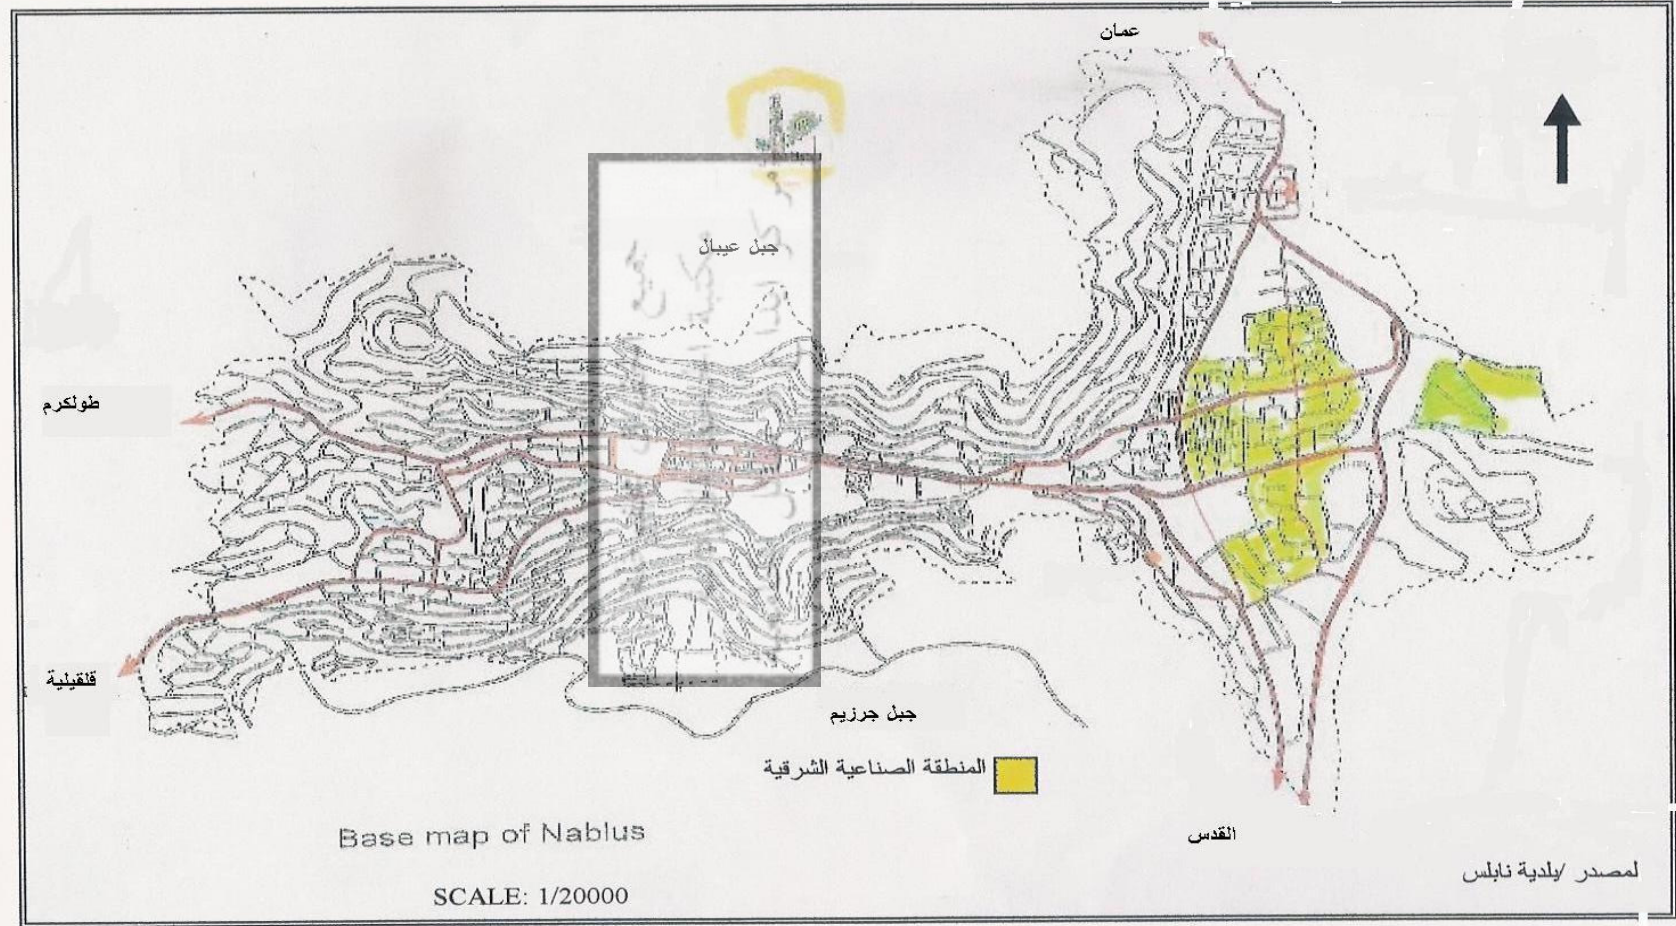 عمان
جبل عيبال
طولكرم
قلقيلية
جبل جرزيم
المنطقة الصناعية الشرقية
Base map of Nablus
القدس
SCALE: 1/20000
لمصدر /بلدية نابلس